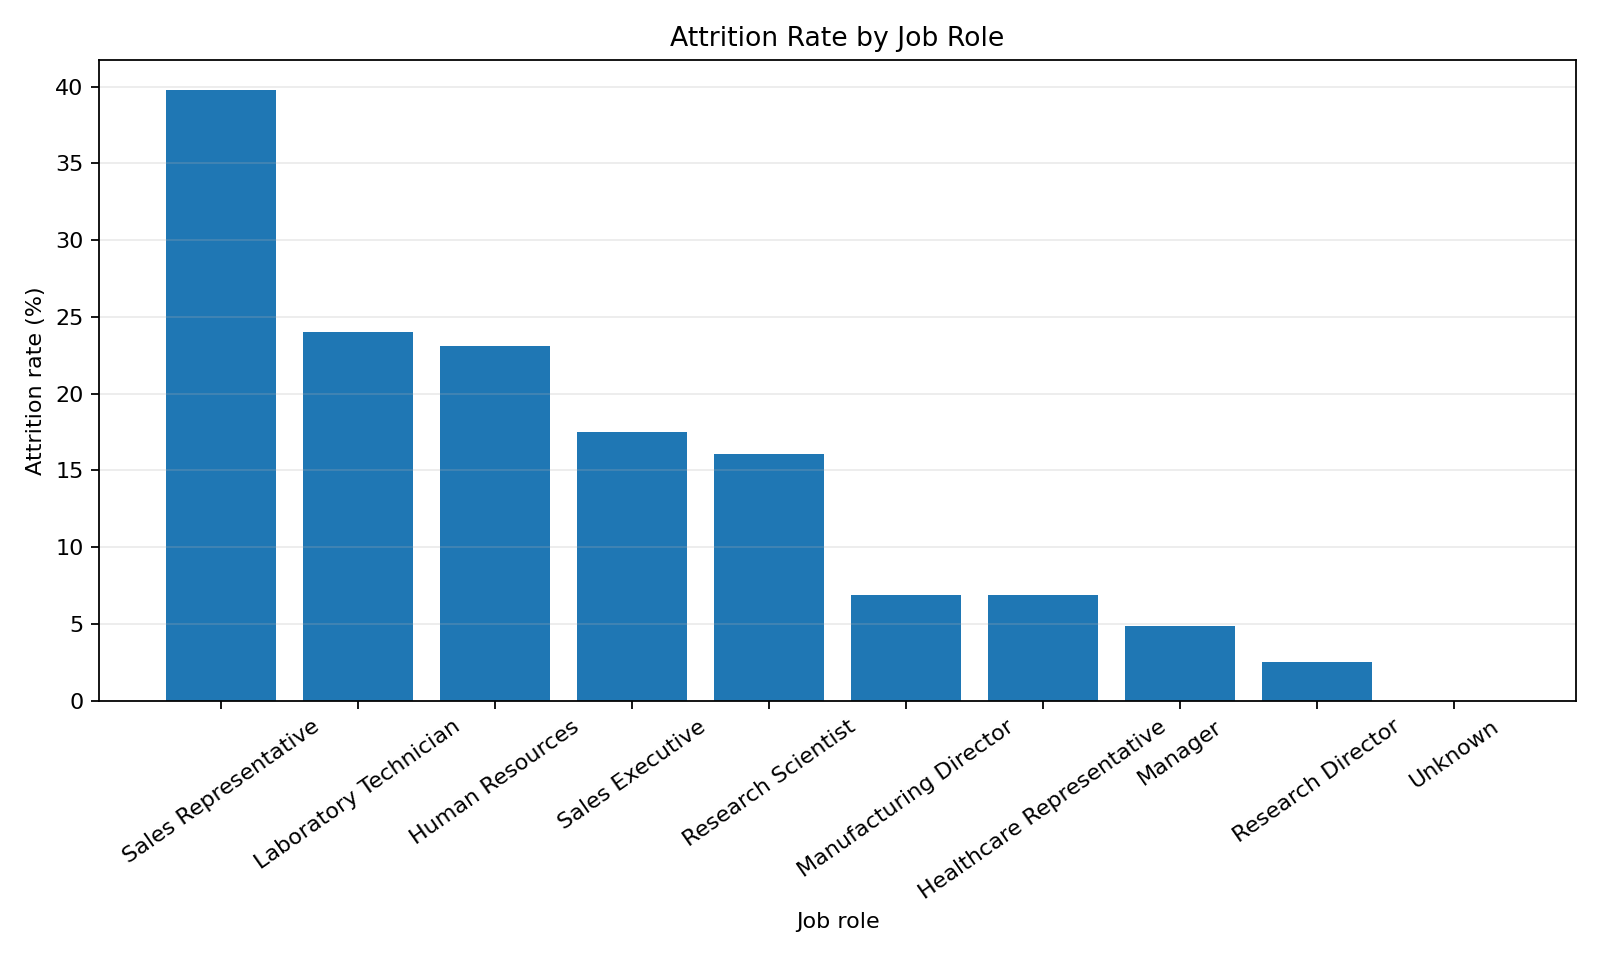 Attrition Rate by Job Role
Attrition rate (%)
40
35
30
25
20
15
10
5
0
Sales Representative
Laboratory Technician
Human Resources
Sales Executive
Research Scientist
Manufacturing Director
Healthcare Representative
Manager
Research Director
Unknown
Job role